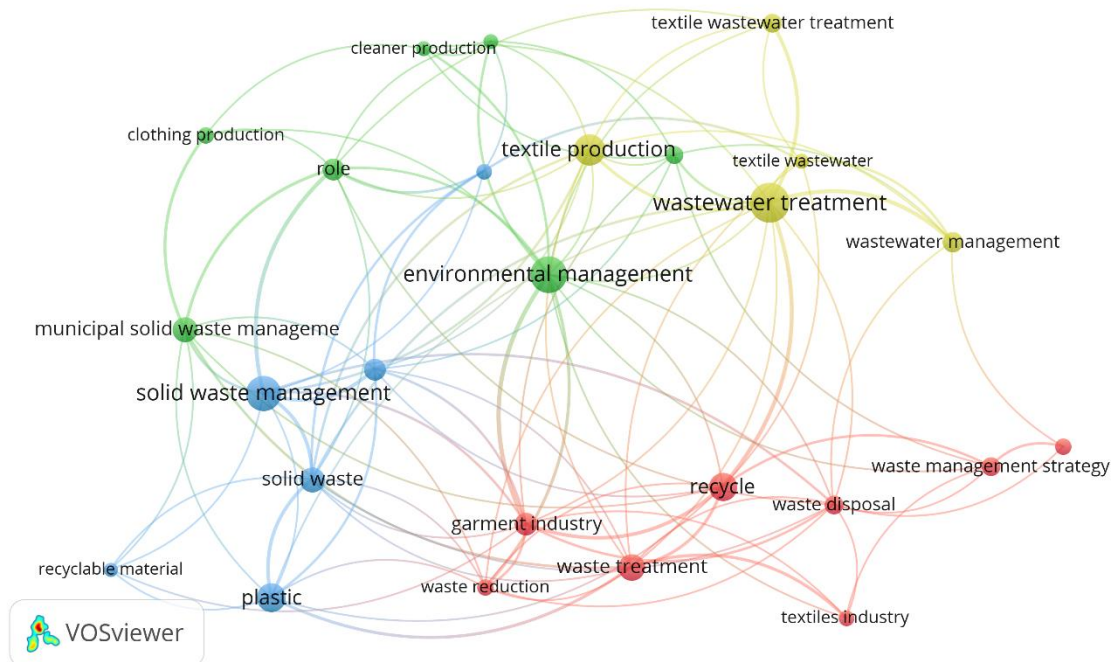 textile wastewater treatment
cleaner production
clothing production
textile production
role
textile wastewater
wastewater treatment
wastewater management
environmental management
municipal solid waste manageme
solid waste management
waste management strategy
solid waste
recycle
waste disposal
garment industry
recyclable material
waste treatment
waste reduction
plastic
textiles industry
VOSviewer